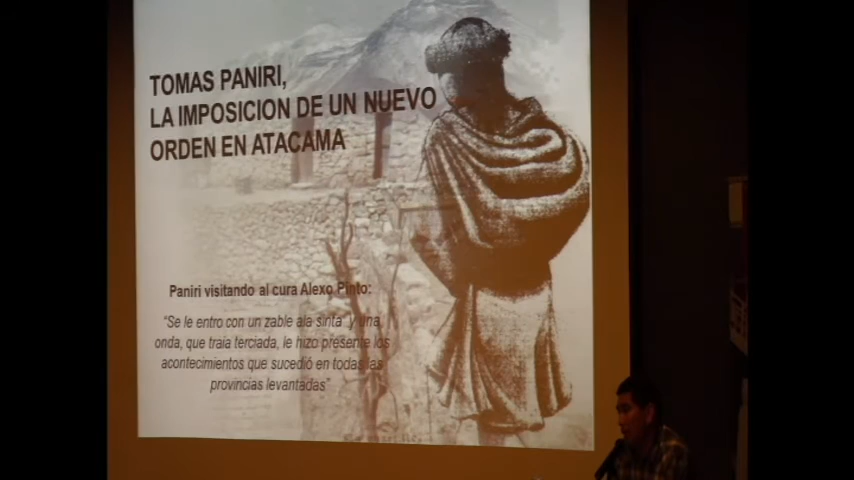 TOMAS PANIRI,
LA IMPOSICION DE UN NUEVO
ORDEN EN ATACAMA
Paniri visitando al cura Alexo Pinto:
“Se le entro con un zable ala sinta y una
onda, que traía terciada, le hizo presente los
acontecimientos que sucedió en todas las
provincias levantadas”